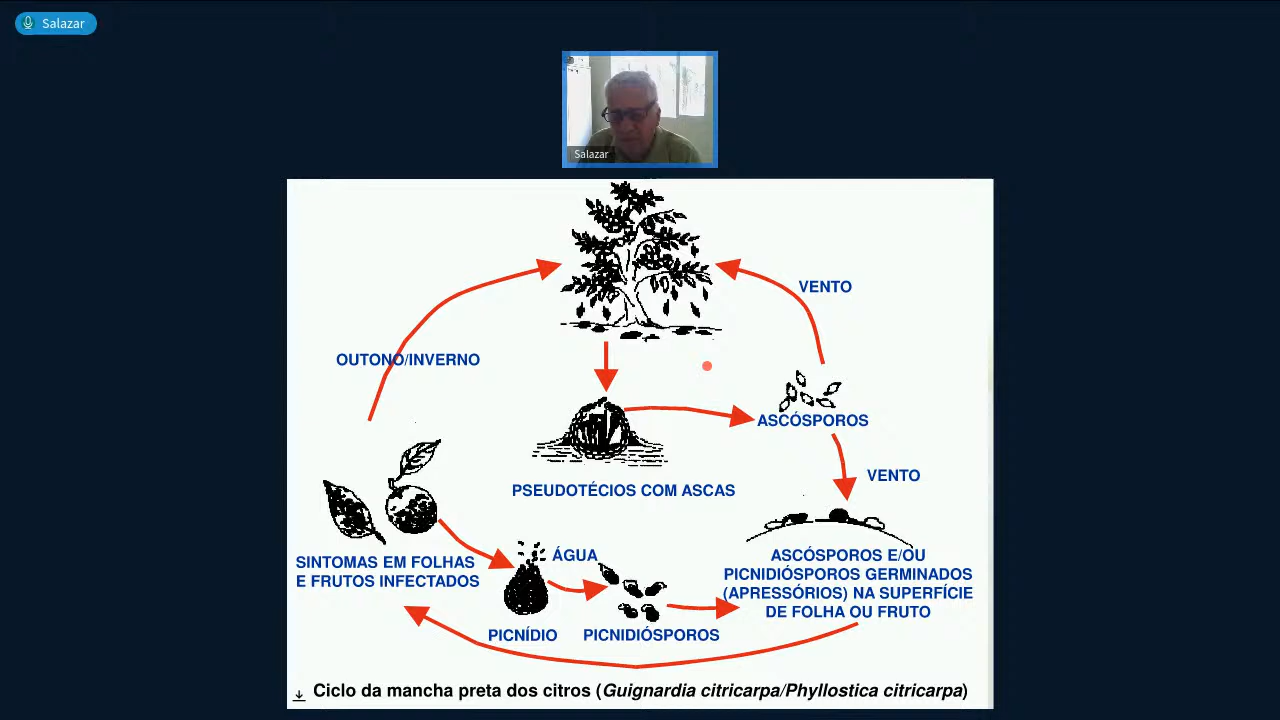 Salazar
Salazar
VENTO
OUTONO/INVERNO
ASCÓSPOROS
VENTO
PSEUDOTÉCIOS COM ASCAS
SINTOMAS EM FOLHAS
E FRUTOS INFECTADOS
ÁGUA
ASCÓSPOROS E/OU
PICNIDIÓSPOROS GERMINADOS
(APRESSÓRIOS) NA SUPERFÍCIE
DE FOLHA OU FRUTO
PICNÍDIO
PICNIDIÓSPOROS
Ciclo da mancha preta dos citros (Guignardia citricarpa/Phyllostica citricarpa)